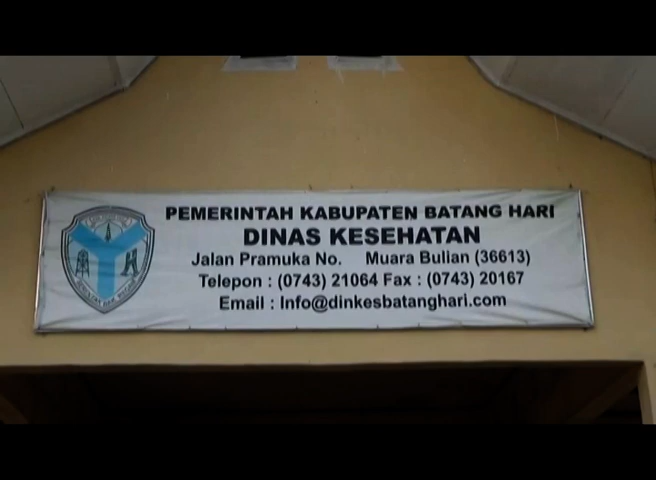 PEMERINTAH KABUPATEN BATANG HARI
DINAS KESEHATAN
Jalan Pramuka No. Muara Bulian (36613)
Telepon : (0743) 21064 Fax : (0743) 20167
Email : Info@dinkesbatanghari.com